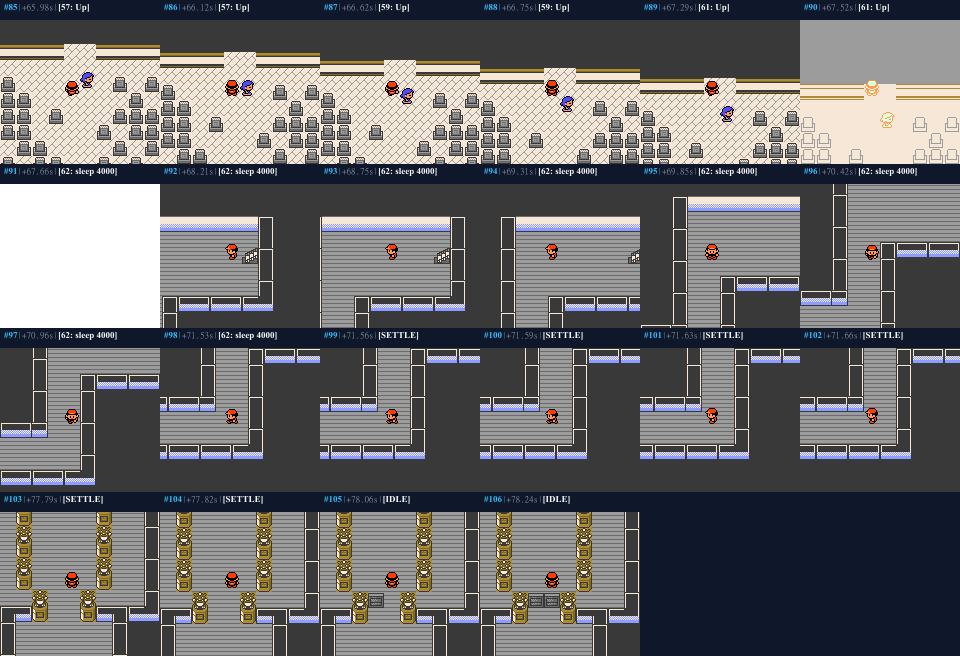 #85|+65.98s|[57: Up]
#86|+66.12s|[57: Up]
#87|+66.62s|[59: Up]
#88|+66.75s|[59: Up]
#89|+67.29s|[61: Up]
#90|+67.52s|[61: Up]
#91|+67.66s|[62: sleep 4000]
#92|+68.21s|[62: sleep 4000]
#93|+68.75s|[62: sleep 4000]
#94|+69.31s|[62: sleep 4000]
#95|+69.85s|[62: sleep 4000]
#96|+70.42s|[62: sleep 4000]
#97|+70.96s|[62: sleep 4000]
#98|+71.53s|[62: sleep 4000]
#99|+71.56s|[SETTLE]
#100|+71.59s|[SETTLE]
#101|+71.63s|[SETTLE]
#102|+71.66s|[SETTLE]
#103|+77.79s|[SETTLE]
#104|+77.82s|[SETTLE]
#105|+78.06s|[IDLE]
#106|+78.24s|[IDLE]